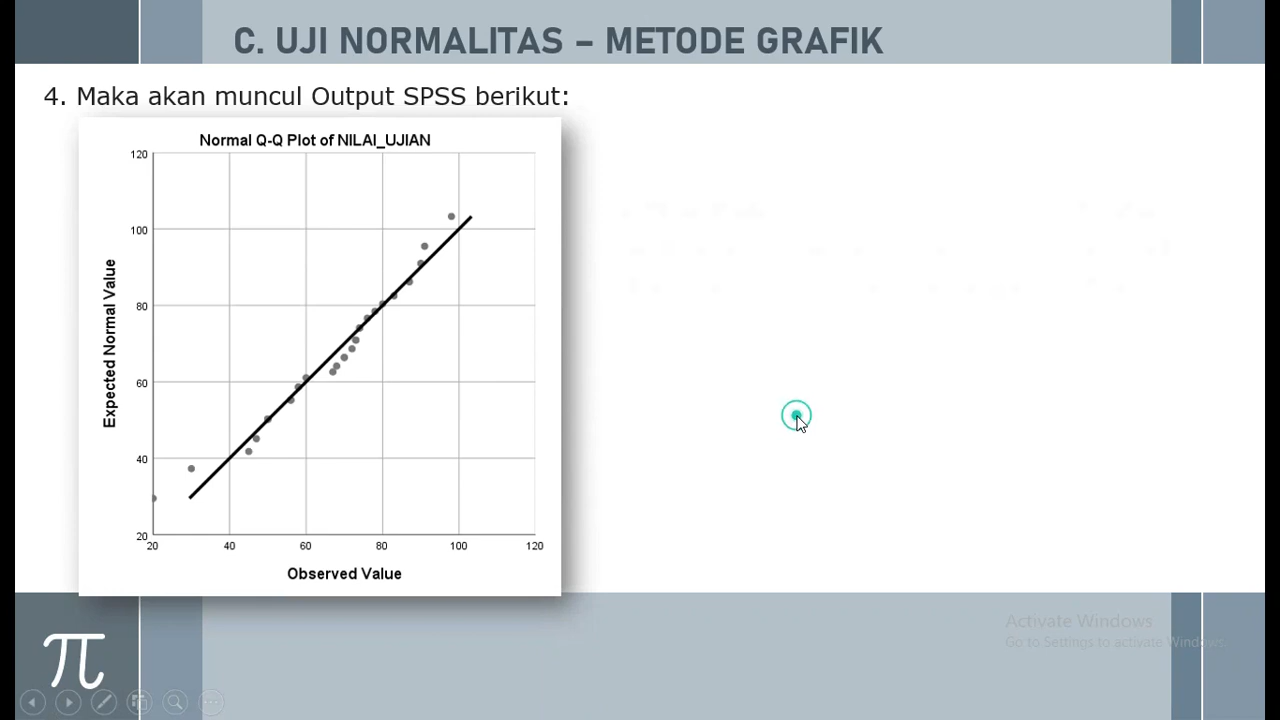 C. UJI NORMALITAS – METODE GRAFIK
4. Maka akan muncul Output SPSS berikut:
Normal Q-Q Plot of NILAI_UJIAN
120
100
80
60
40
20
Expected Normal Value
20 40 60 80 100 120
Observed Value
Activate Windows
Go to Settings to activate Windows.
π